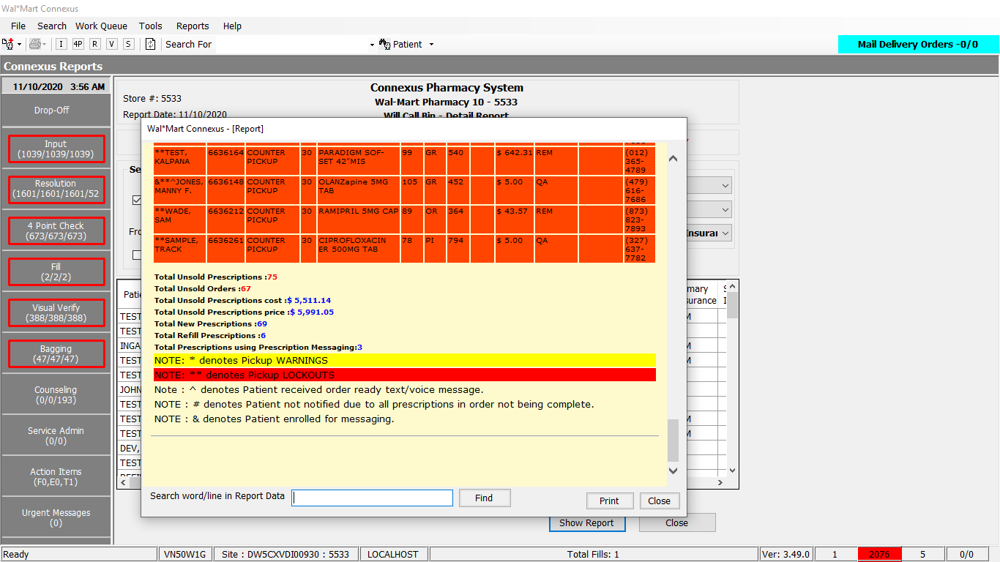 Wal*Mart Connexus
File Search Work Queue Tools Reports Help
I 4P R V S Search For Patient Mail Delivery Orders -0/0
Connexus Reports
11/10/2020 3:56 AM
Drop-Off
Input
(1039/1039/1039)
Resolution
(1601/1601/1601/52
4 Point Check
(673/673/673)
Fill
(2/2/2)
Visual Verify
(388/388/388)
Bagging
(47/47/47)
Counseling
(0/0/193)
Service Admin
(0/0)
Action Items
(F0,E0,T1)
Urgent Messages
(0)
Connexus Pharmacy System
Store #: 5533
Wal-Mart Pharmacy 10 - 5533
Report Date: 11/10/2020
Will Call Bin - Detail Report
Se
Fro
Insurar
Patie
TEST
TEST
INGA
TEST
TEST
JOHN
TEST
TEST
TEST
DEV,
TEST
mary
surance
S
I
M
M
M
M
M
M
Wal*Mart Connexus - [Report]
**TEST, KALPANA 6636164 COUNTER PICKUP 30 PARADIGM SOF-SET 42"MIS 99 GR 540 $ 642.31 REM (012) 365-4789
&**^JONES, MANNY F. 6636148 COUNTER PICKUP 30 OLANZapine 5MG TAB 105 GR 452 $ 5.00 QA (479) 616-7686
**WADE, SAM 6636212 COUNTER PICKUP 30 RAMIPRIL 5MG CAP 89 OR 364 $ 43.57 REM (873) 823-7893
**SAMPLE, TRACK 6636261 COUNTER PICKUP 30 CIPROFLOXACIN ER 500MG TAB 78 PI 794 $ 5.00 QA (327) 637-7782
Total Unsold Prescriptions :75
Total Unsold Orders :67
Total Unsold Prescriptions cost :$ 5,511.14
Total Unsold Prescriptions price :$ 5,991.05
Total New Prescriptions :69
Total Refill Prescriptions :6
Total Prescriptions using Prescription Messaging:3
NOTE: * denotes Pickup WARNINGS
NOTE: ** denotes Pickup LOCKOUTS
Note : ^ denotes Patient received order ready text/voice message.
NOTE : # denotes Patient not notified due to all prescriptions in order not being complete.
NOTE : & denotes Patient enrolled for messaging.
Search word/line in Report Data Find Print Close
Show Report Close
Ready VN50W1G Site : DW5CXVDI00930 : 5533 LOCALHOST Total Fills: 1 Ver: 3.49.0 1 2076 5 0/0